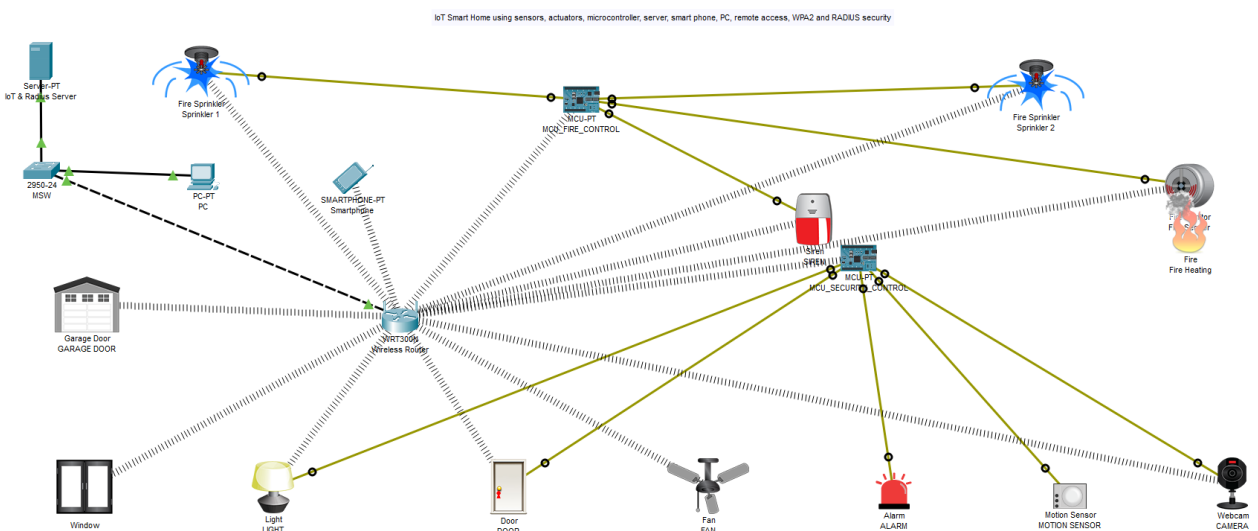 IoT Smart Home using sensors, actuators, microcontroller, server, smart phone, PC, remote access, WPA2 and RADIUS security
Server-PT
IoT & Radius Server
Fire Sprinkler
Sprinkler 1
MCU-PT
MCU_FIRE_CONTROL
Fire Sprinkler
Sprinkler 2
2950-24
MSW
PC-PT
PC
SMARTPHONE-PT
Smartphone
Siren
SIREN
Fire
Fire Heating
MCU-PT
MCU_SECURITY_CONTROL
Garage Door
GARAGE DOOR
WRT300N
Wireless Router
Window
Light
LIGHT
Door
DOOR
Fan
FAN
Alarm
ALARM
Motion Sensor
MOTION SENSOR
Webcam
CAMERA